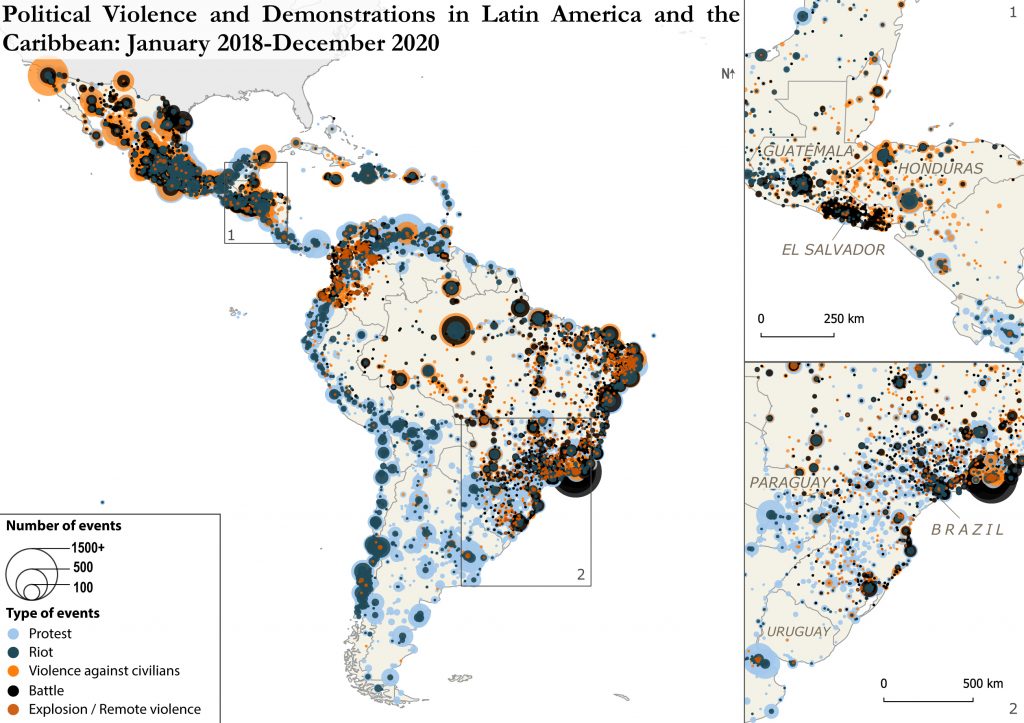 Political Violence and Demonstrations in Latin America and the
Caribbean: January 2018-December 2020
N
1
GUATEMALA
HONDURAS
EL SALVADOR
0 250 km
1
2
PARAGUAY
BRAZIL
URUGUAY
0 500 km
2
Number of events
1500+
500
100
Type of events
Protest
Riot
Violence against civilians
Battle
Explosion / Remote violence